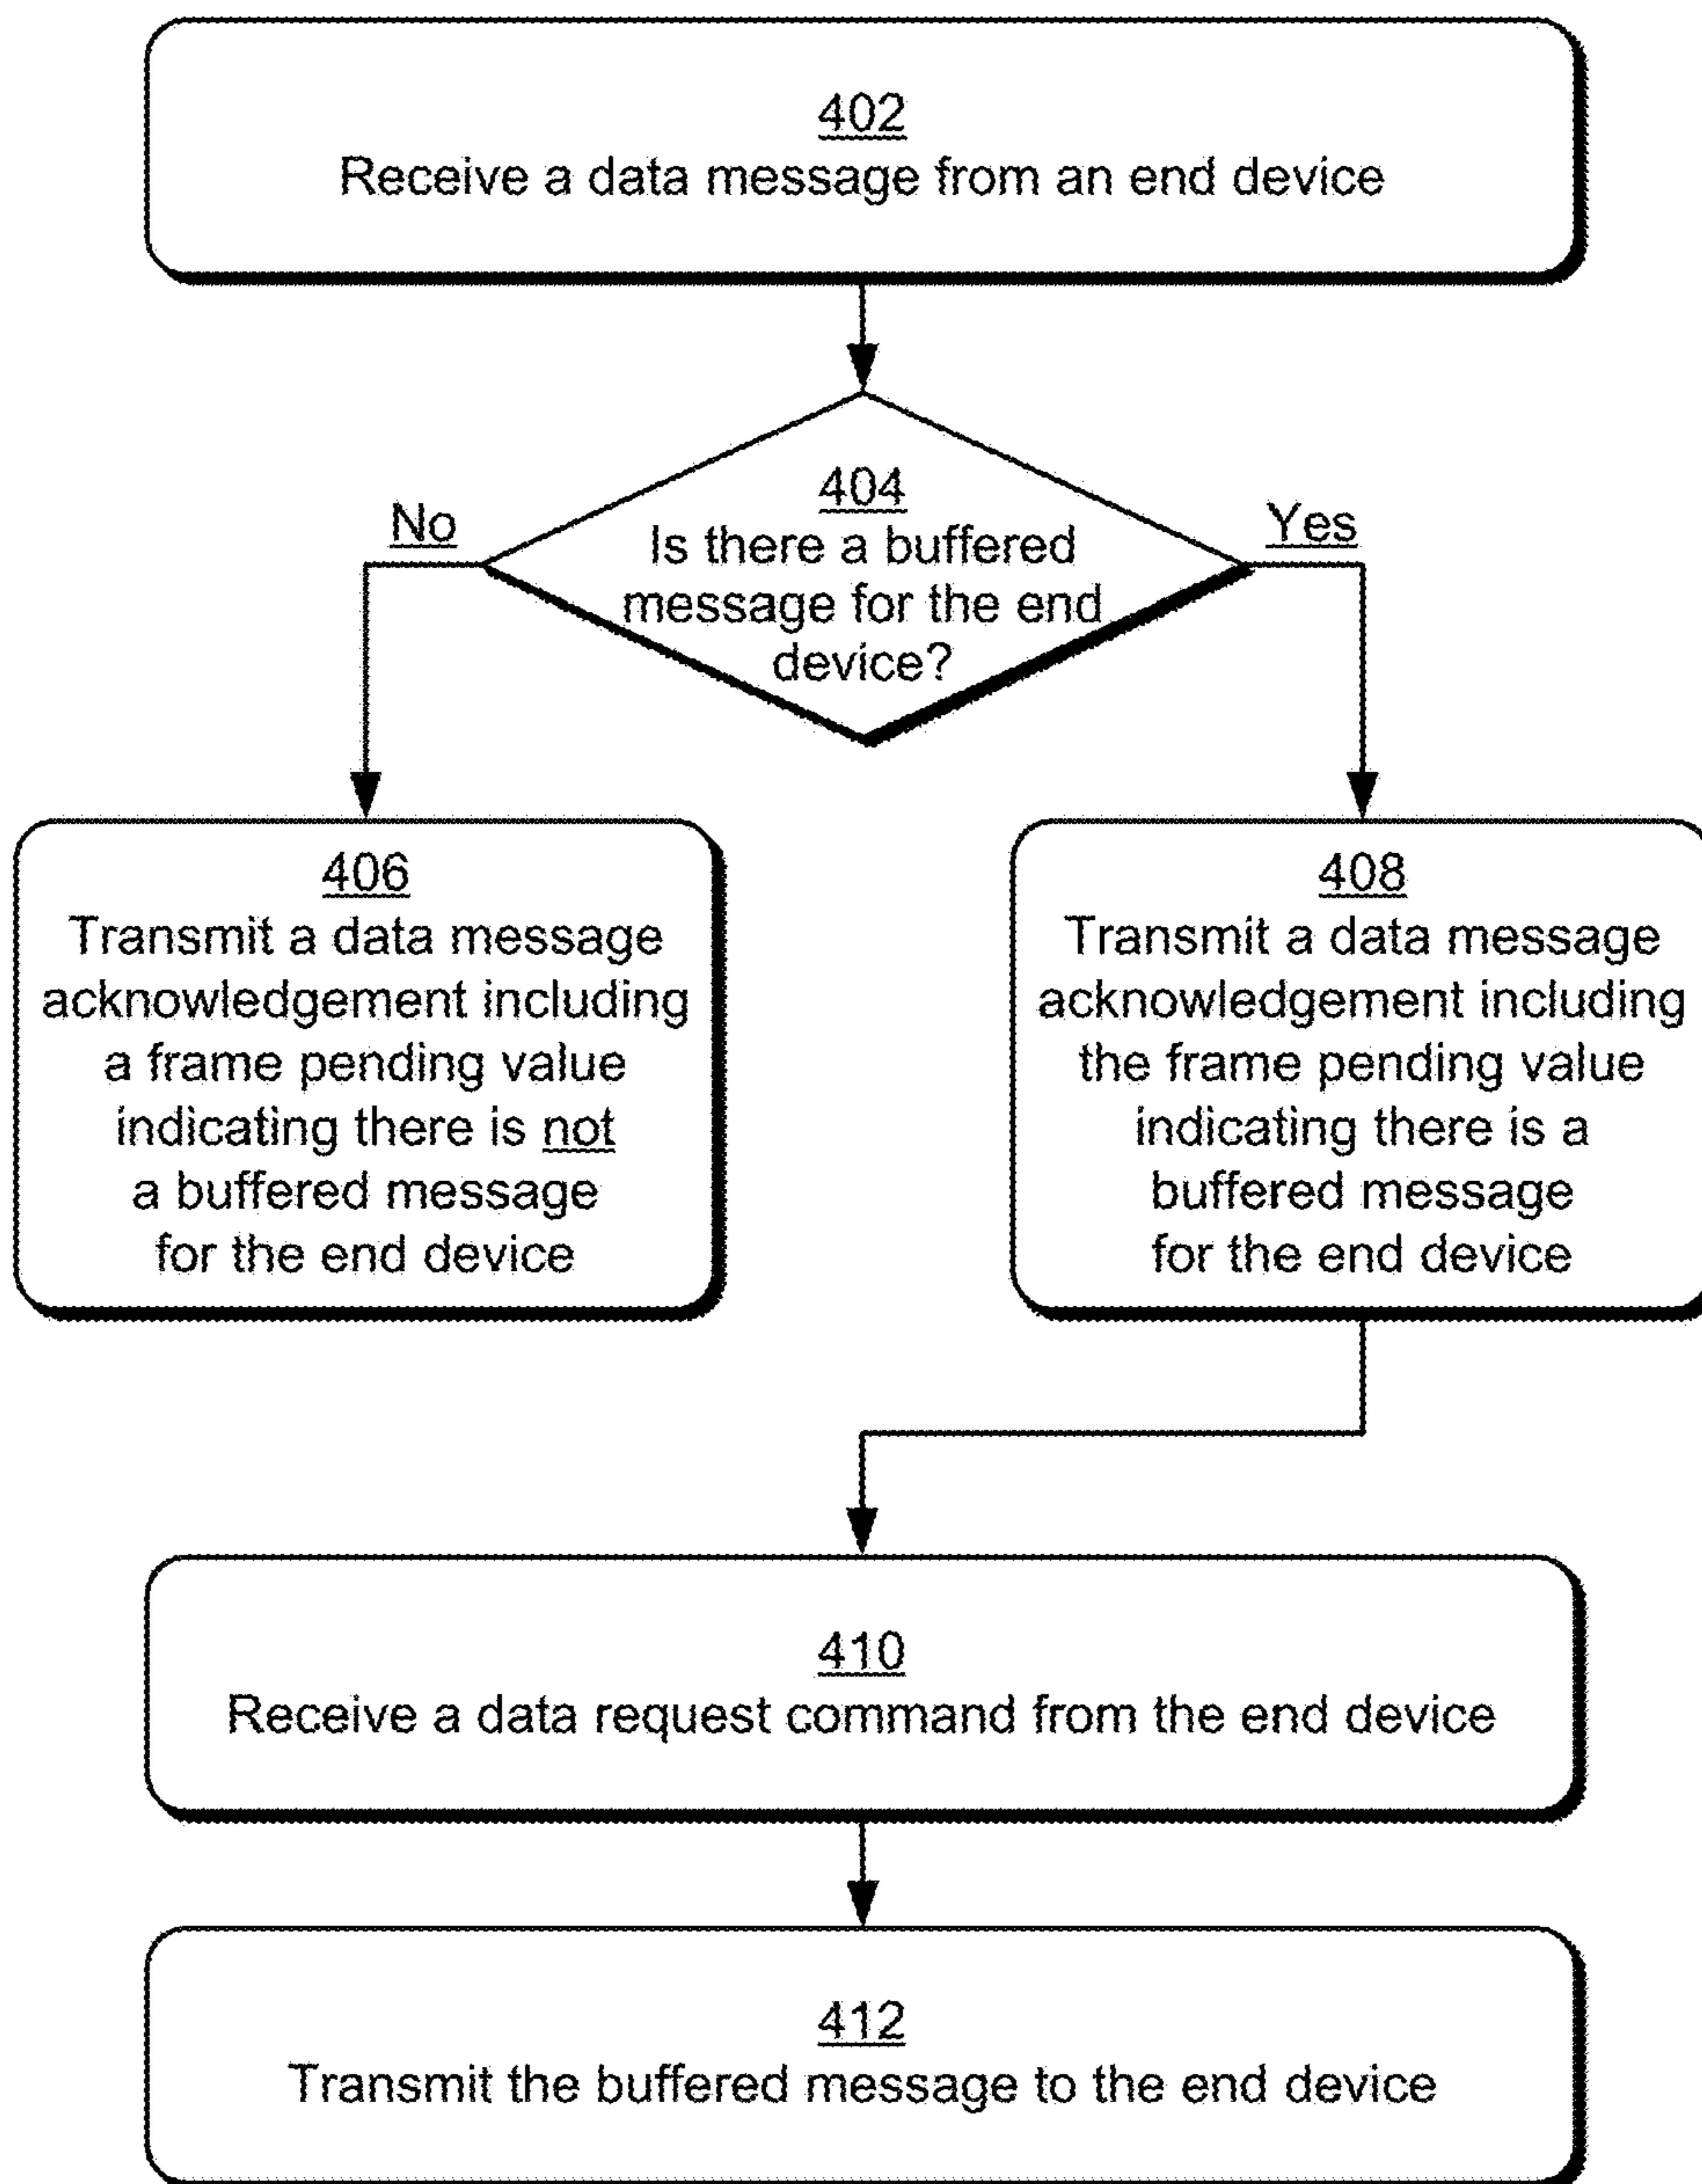 402
Receive a data message from an end device
404
Is there a buffered
message for the end
device?
No
Yes
406
Transmit a data message
acknowledgement including
a frame pending value
indicating there is not
a buffered message
for the end device
408
Transmit a data message
acknowledgement including
the frame pending value
indicating there is a
buffered message
for the end device
410
Receive a data request command from the end device
412
Transmit the buffered message to the end device